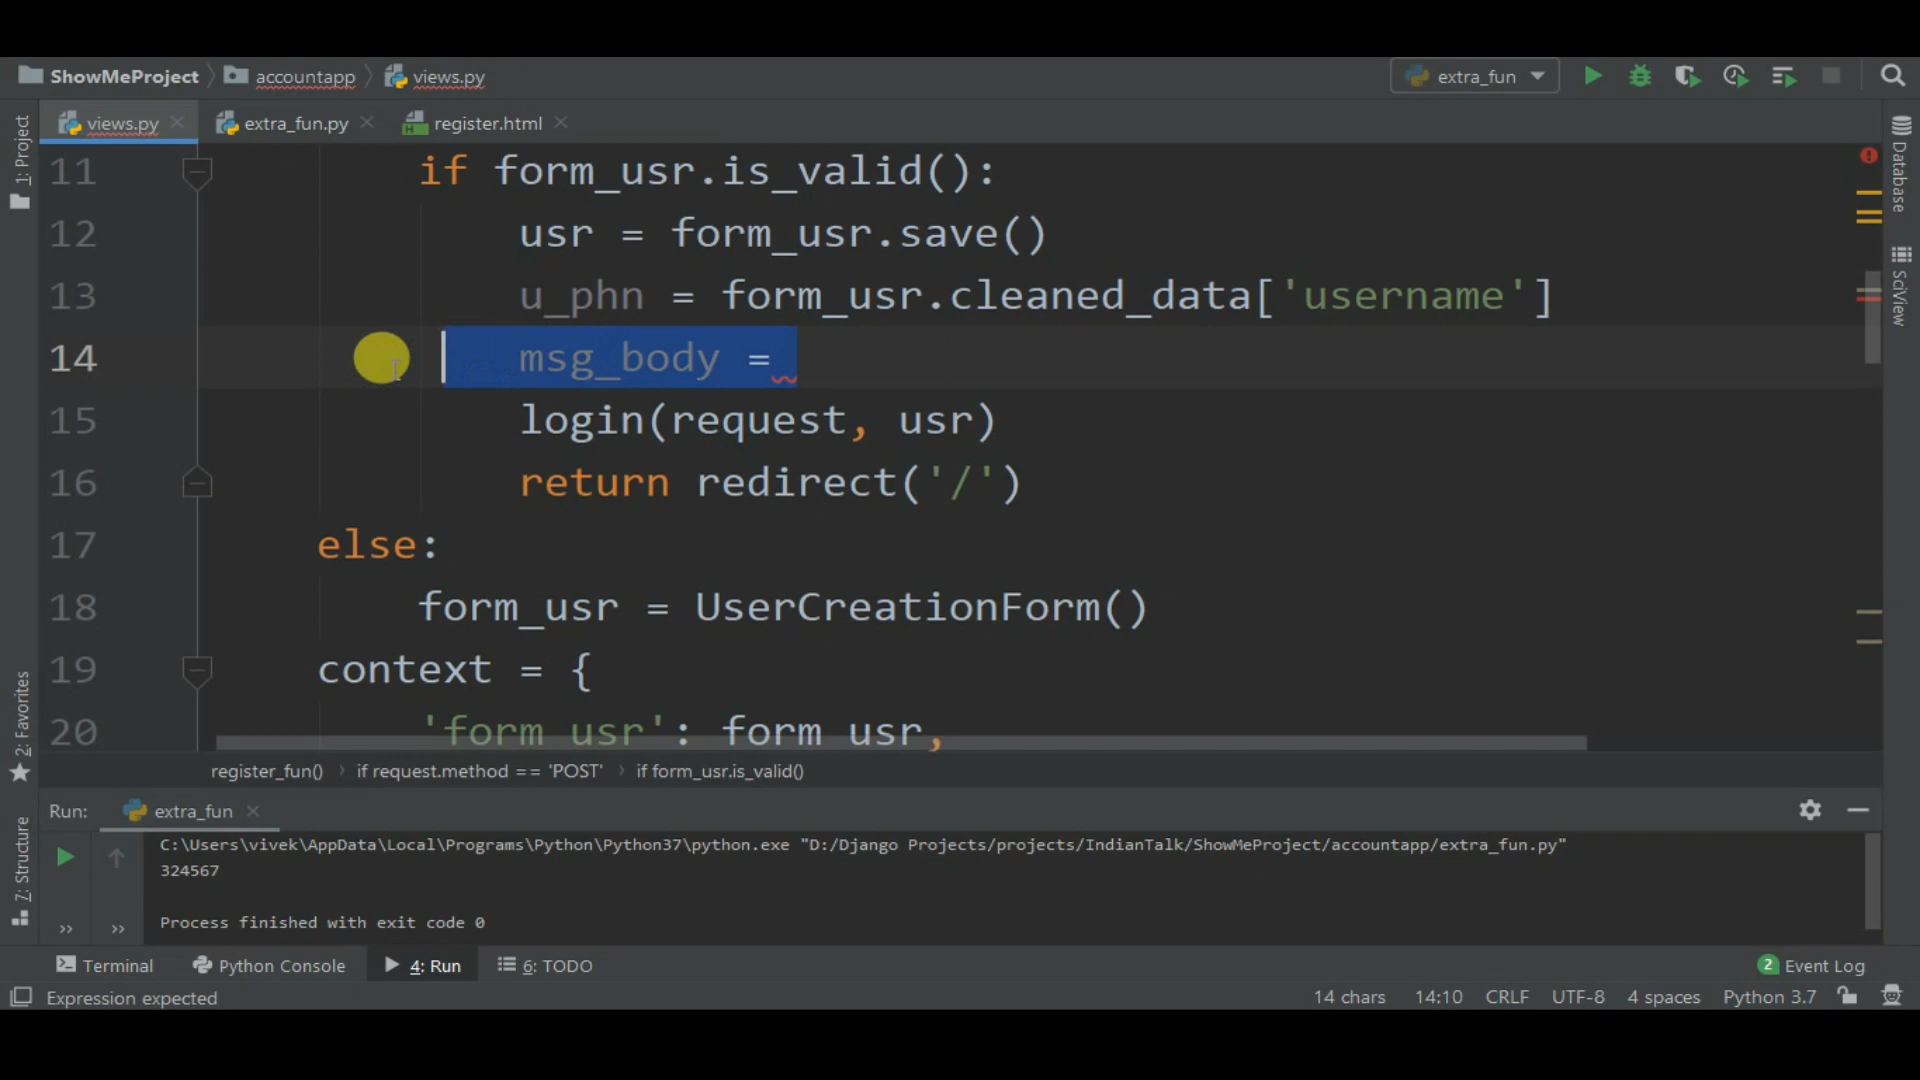 ShowMeProject accountapp views.py extra_fun
views.py extra_fun.py register.html
1: Project
Database
SciView
2: Favorites
7: Structure
11 if form_usr.is_valid():
12 usr = form_usr.save()
13 u_phn = form_usr.cleaned_data['username']
14 msg_body =
15 login(request, usr)
16 return redirect('/')
17 else:
18 form_usr = UserCreationForm()
19 context = {
20 'form_usr': form_usr,
register_fun() › if request.method == 'POST' › if form_usr.is_valid()
Run: extra_fun
C:\Users\vivek\AppData\Local\Programs\Python\Python37\python.exe "D:/Django Projects/projects/IndianTalk/ShowMeProject/accountapp/extra_fun.py"
324567
Process finished with exit code 0
Terminal Python Console 4: Run 6: TODO 2 Event Log
Expression expected 14 chars 14:10 CRLF UTF-8 4 spaces Python 3.7